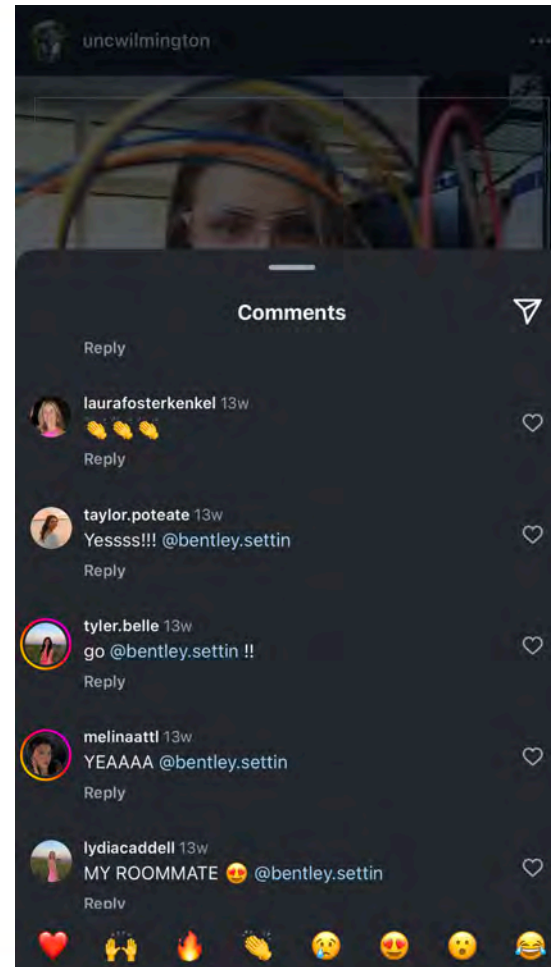 uncwilmington
Comments
Reply
laurafosterkenkel 13w
👏👏👏
Reply
taylor.poteate 13w
Yessss!!! @bentley.settin
Reply
tyler.belle 13w
go @bentley.settin !!
Reply
melinaattl 13w
YEAAAA @bentley.settin
Reply
lydiacaddell 13w
MY ROOMMATE 😍 @bentley.settin
Reply